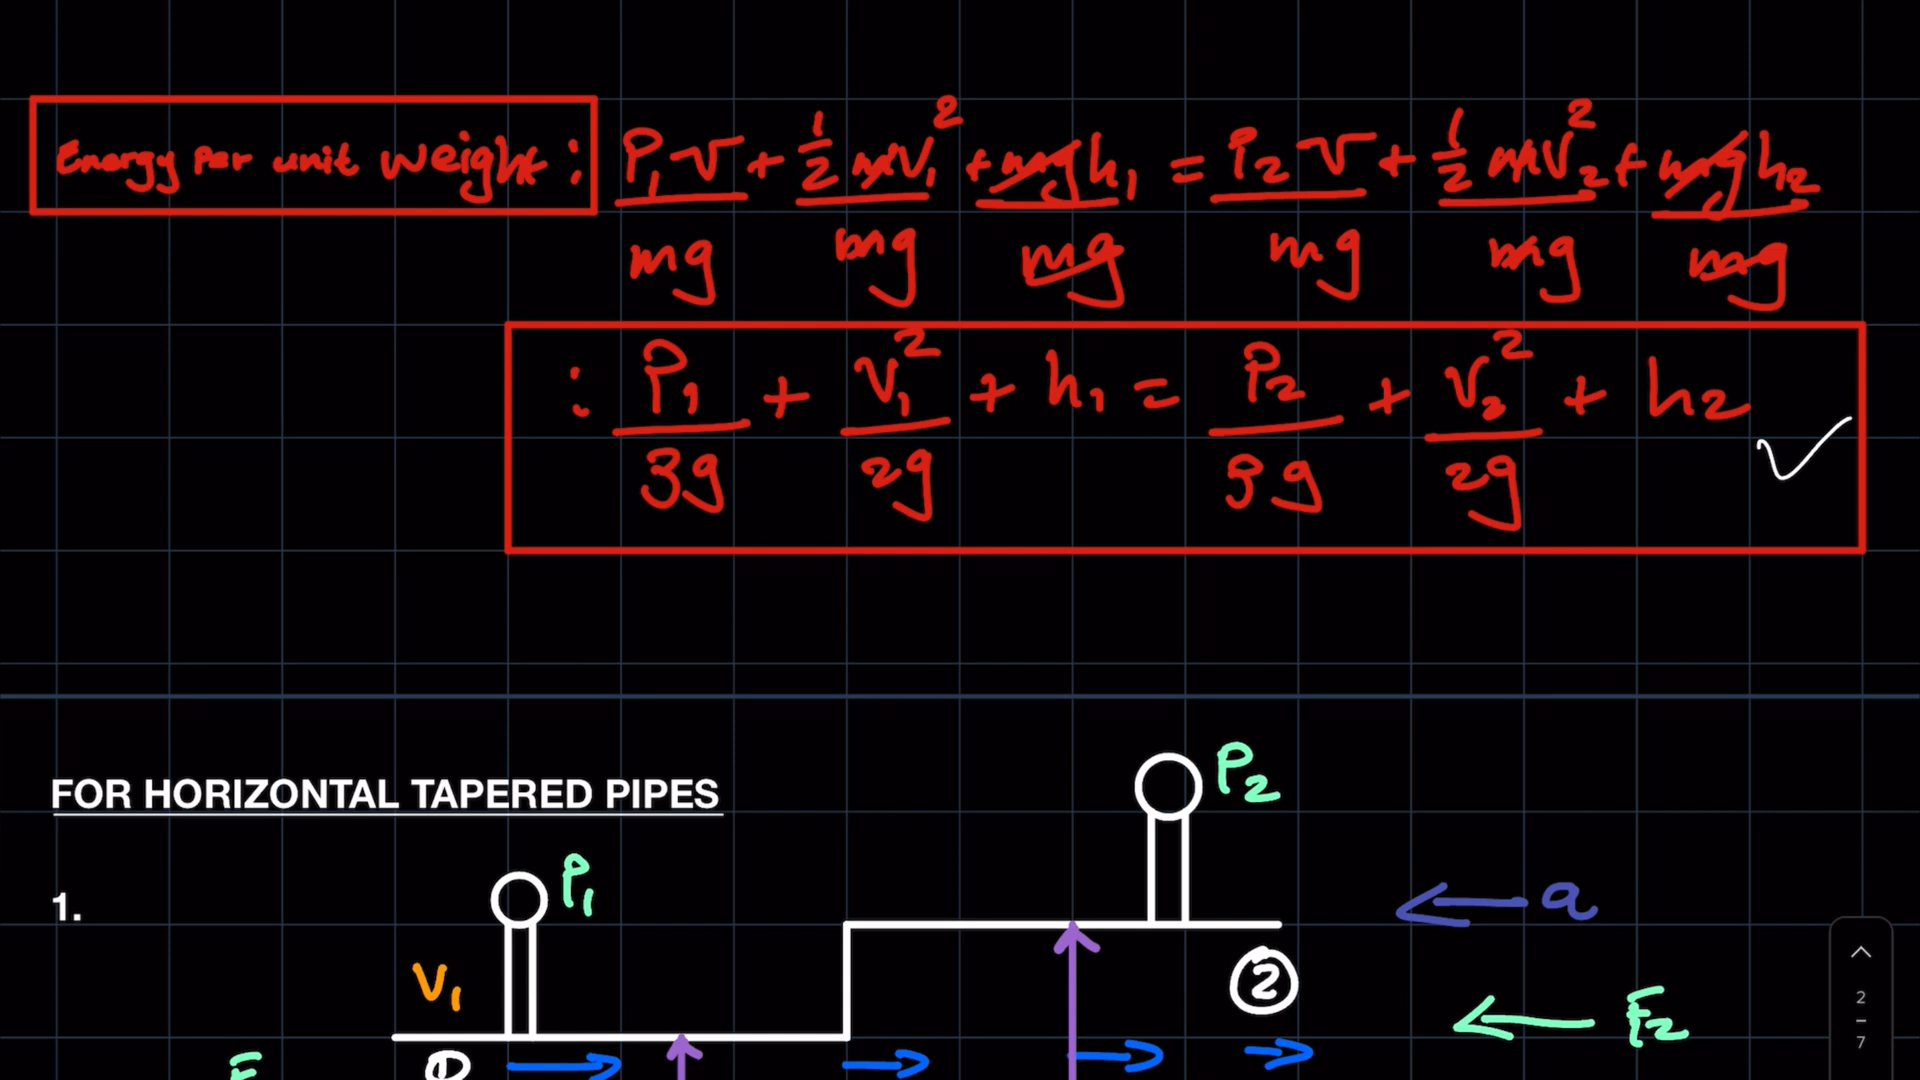 Energy Per unit Weight : P₁V/mg + ½mv₁²/mg + mgh₁/mg = P₂V/mg + ½mv₂²/mg + mgh₂/mg
: P₁/ρg + v₁²/2g + h₁ = P₂/ρg + v₂²/2g + h₂ ✓
FOR HORIZONTAL TAPERED PIPES
P₂
1.
P₁
a
V₁
②
F₂
①
F
2
–
7